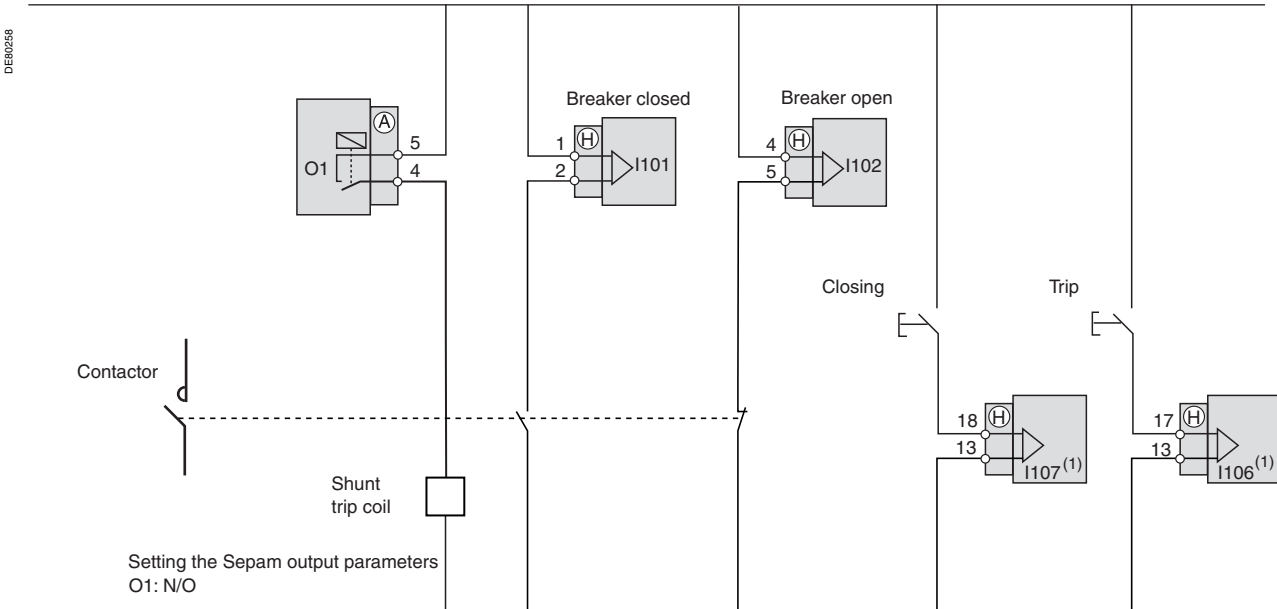 DE80258
Breaker closed
Breaker open
A
5
O1
4
H
1
2
I101
H
4
5
I102
Closing
Trip
Contactor
H
18
13
I107(1)
H
17
13
I106(1)
Shunt
trip coil
Setting the Sepam output parameters
O1: N/O